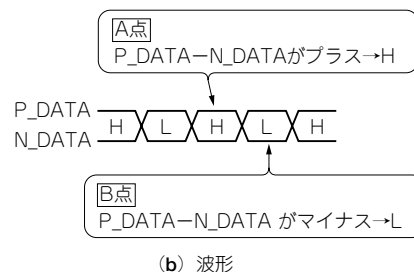 A点
P_DATA－N_DATAがプラス→H
P_DATA
N_DATA
H L H L H
B点
P_DATA－N_DATA がマイナス→L
（b）波形